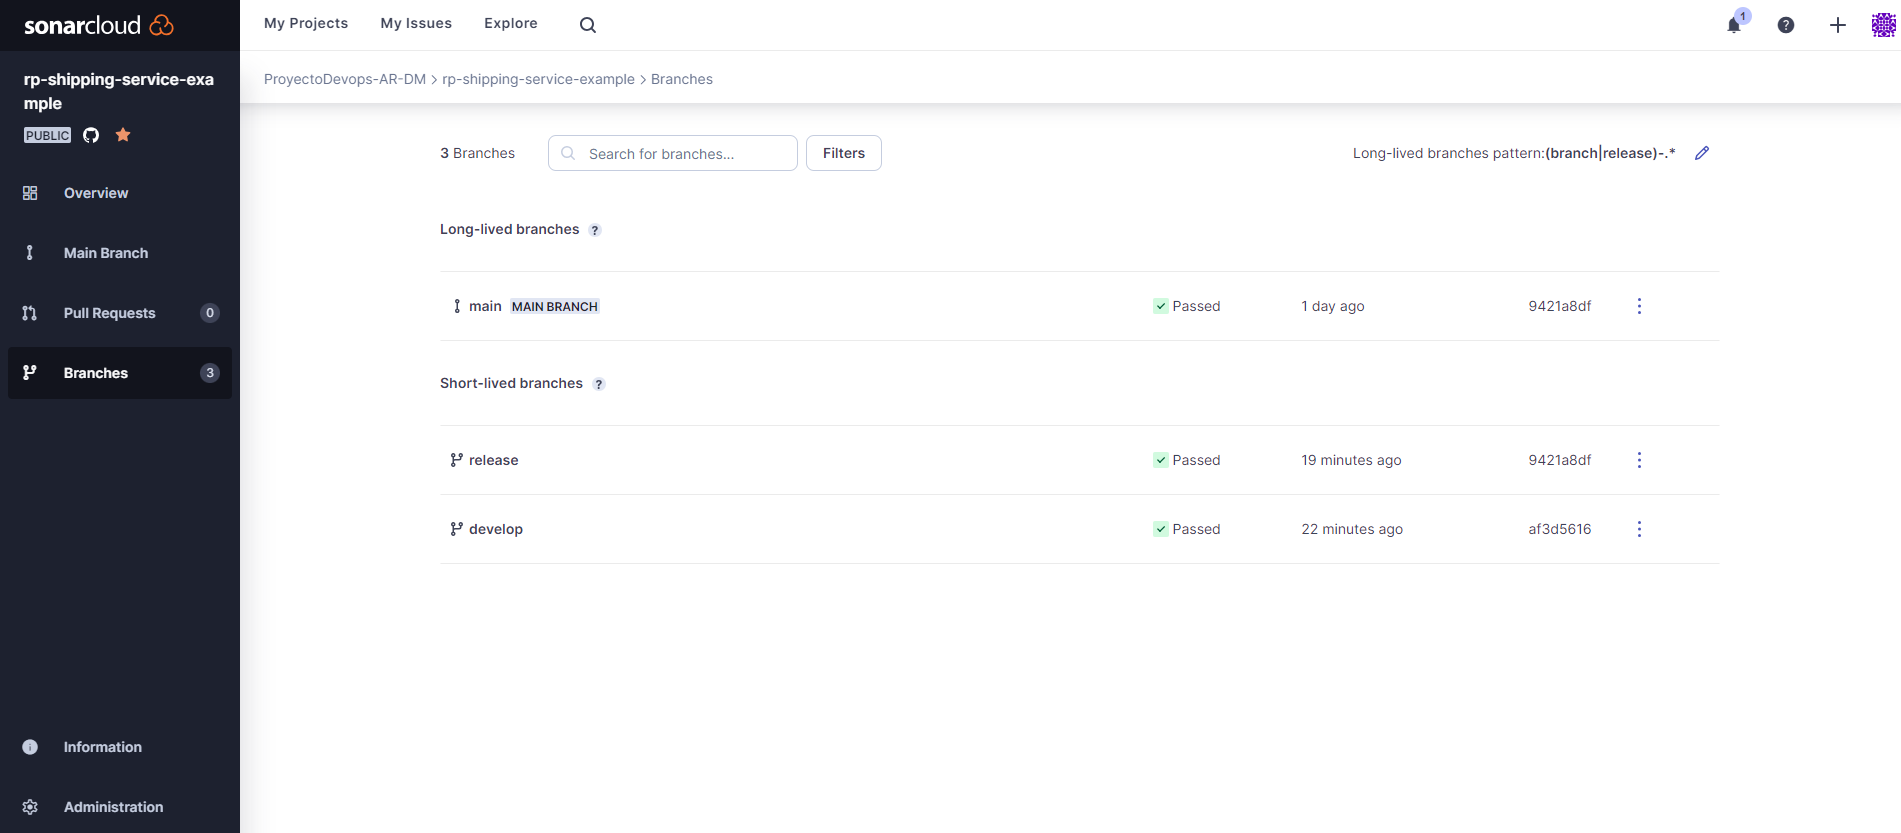 sonarcloud
My Projects My Issues Explore
1
?
rp-shipping-service-exa
mple
PUBLIC
Overview
Main Branch
Pull Requests 0
Branches 3
Information
Administration
ProyectoDevops-AR-DM > rp-shipping-service-example > Branches
3 Branches Search for branches... Filters Long-lived branches pattern:(branch|release)-.*
Long-lived branches ?
main MAIN BRANCH Passed 1 day ago 9421a8df
Short-lived branches ?
release Passed 19 minutes ago 9421a8df
develop Passed 22 minutes ago af3d5616